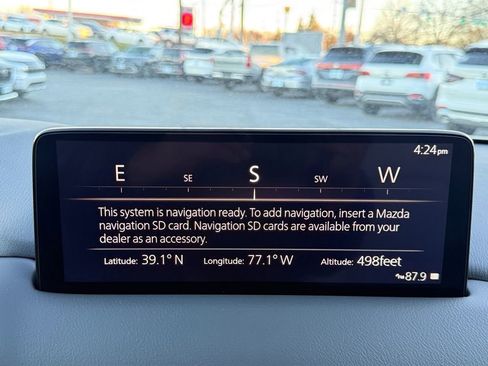 4:24pm
E SE S SW W
This system is navigation ready. To add navigation, insert a Mazda
navigation SD card. Navigation SD cards are available from your
dealer as an accessory.
Latitude: 39.1° N Longitude: 77.1° W Altitude: 498feet
87.9